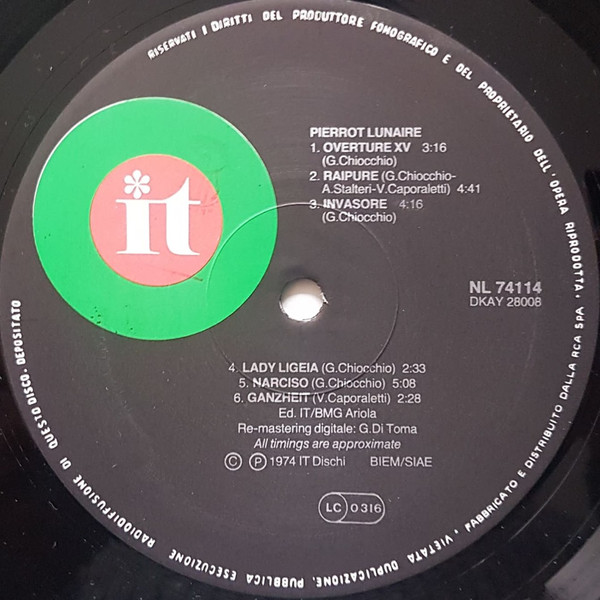 RISERVATI I DIRITTI DEL PRODUTTORE FONOGRAFICO E DEL PROPRIETARIO DELL'OPERA RIPRODOTTA · FABBRICATO E DISTRIBUITO DALLA RCA SPA · VIETATA DUPLICAZIONE, PUBBLICA ESECUZIONE RADIODIFFUSIONE DI QUESTO DISCO · DEPOSITATO
it
PIERROT LUNAIRE
1. OVERTURE XV 3:16
(G.Chiocchio)
2. RAIPURE (G.Chiocchio-
A.Stalteri-V.Caporaletti) 4:41
3. INVASORE 4:16
(G.Chiocchio)
NL 74114
DKAY 28008
4. LADY LIGEIA (G.Chiocchio) 2:33
5. NARCISO (G.Chiocchio) 5:08
6. GANZHEIT (V.Caporaletti) 2:28
Ed. IT/BMG Ariola
Re-mastering digitale: G.Di Toma
All timings are approximate
© ℗ 1974 IT Dischi BIEM/SIAE
LC 0316